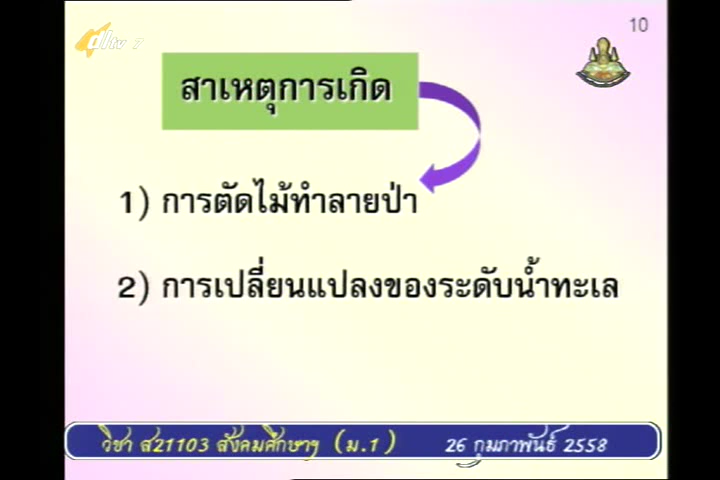 dltv 7
10
สาเหตุการเกิด
1) การตัดไม้ทำลายป่า
2) การเปลี่ยนแปลงของระดับน้ำทะเล
วิชา ส21103 สังคมศึกษาฯ (ม.1) 26 กุมภาพันธ์ 2558